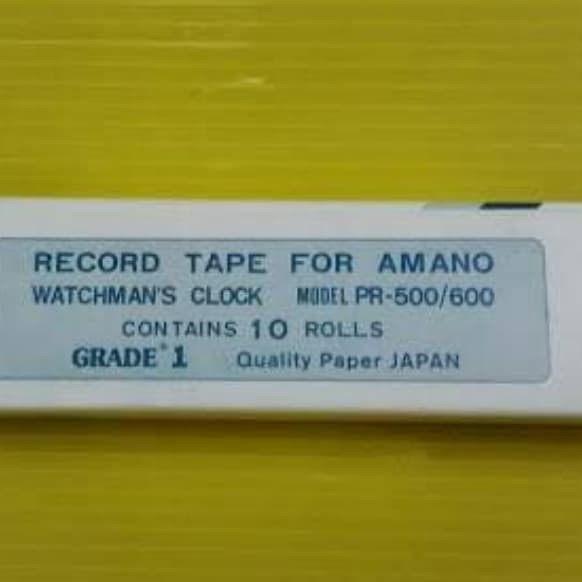 RECORD TAPE FOR AMANO
WATCHMAN'S CLOCK MODEL PR-500/600
CONTAINS 10 ROLLS
GRADE 1 Quality Paper JAPAN